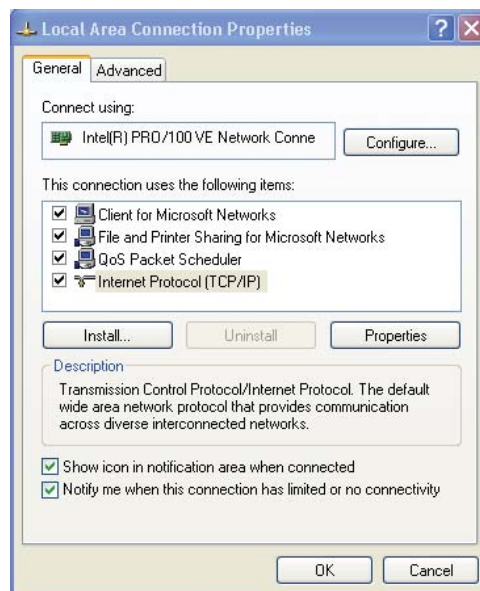 Local Area Connection Properties
General Advanced
Connect using:
Intel(R) PRO/100 VE Network Conne
Configure...
This connection uses the following items:
Client for Microsoft Networks
File and Printer Sharing for Microsoft Networks
QoS Packet Scheduler
Internet Protocol (TCP/IP)
Install... Uninstall Properties
Description
Transmission Control Protocol/Internet Protocol. The default
wide area network protocol that provides communication
across diverse interconnected networks.
Show icon in notification area when connected
Notify me when this connection has limited or no connectivity
OK Cancel